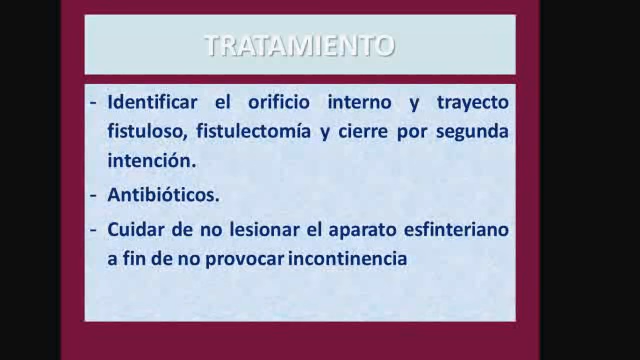 TRATAMIENTO
- Identificar el orificio interno y trayecto
fistuloso, fistulectomía y cierre por segunda
intención.
- Antibióticos.
- Cuidar de no lesionar el aparato esfinteriano
a fin de no provocar incontinencia